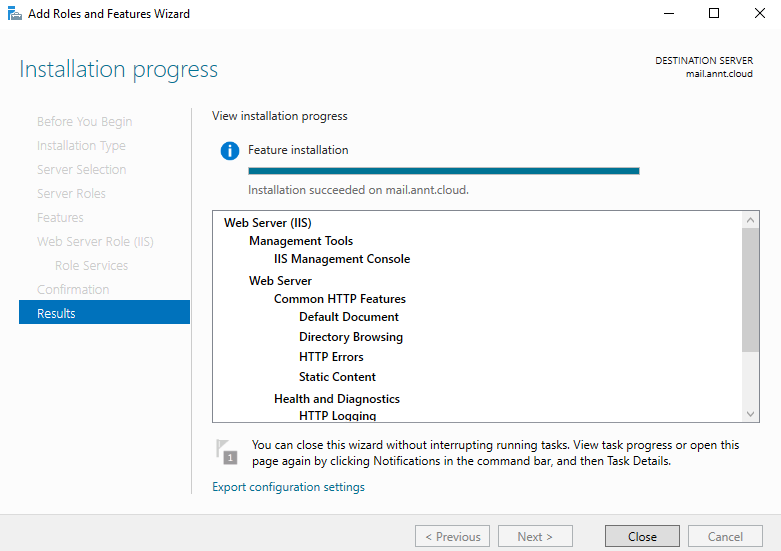 Add Roles and Features Wizard
Installation progress
DESTINATION SERVER
mail.annt.cloud
Before You Begin
Installation Type
Server Selection
Server Roles
Features
Web Server Role (IIS)
Role Services
Confirmation
Results
View installation progress
Feature installation
Installation succeeded on mail.annt.cloud.
Web Server (IIS)
Management Tools
IIS Management Console
Web Server
Common HTTP Features
Default Document
Directory Browsing
HTTP Errors
Static Content
Health and Diagnostics
HTTP Logging
1
You can close this wizard without interrupting running tasks. View task progress or open this
page again by clicking Notifications in the command bar, and then Task Details.
Export configuration settings
< Previous
Next >
Close
Cancel